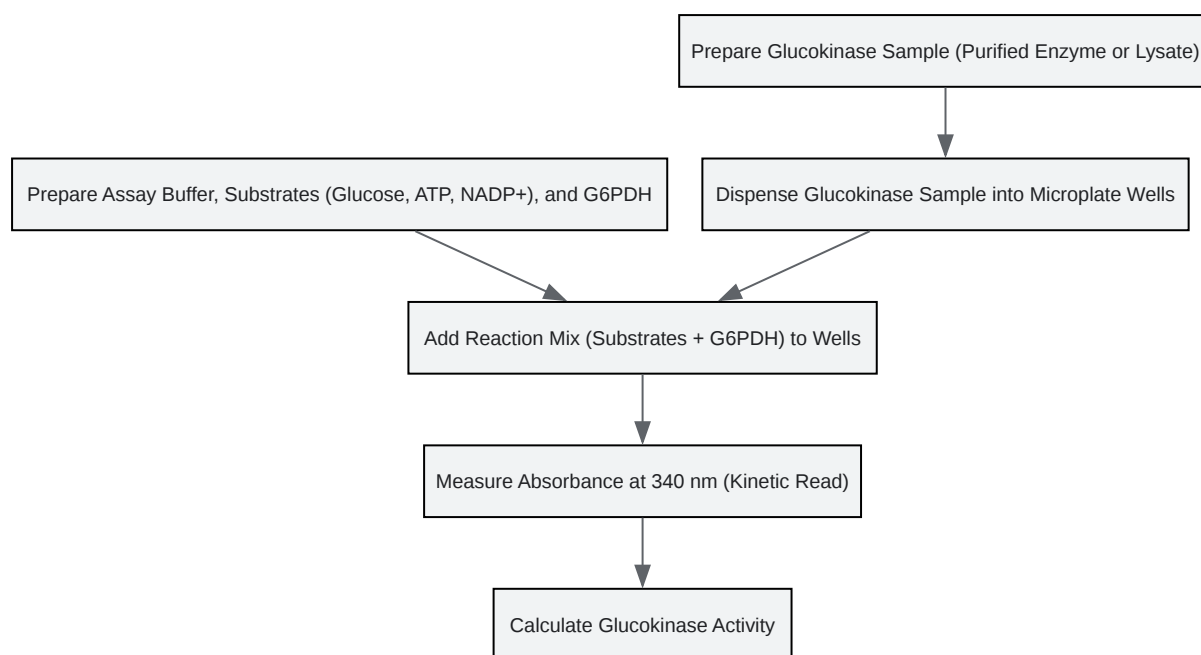 Prepare Glucokinase Sample (Purified Enzyme or Lysate)
Prepare Assay Buffer, Substrates (Glucose, ATP, NADP+), and G6PDH
Dispense Glucokinase Sample into Microplate Wells
Add Reaction Mix (Substrates + G6PDH) to Wells
Measure Absorbance at 340 nm (Kinetic Read)
Calculate Glucokinase Activity